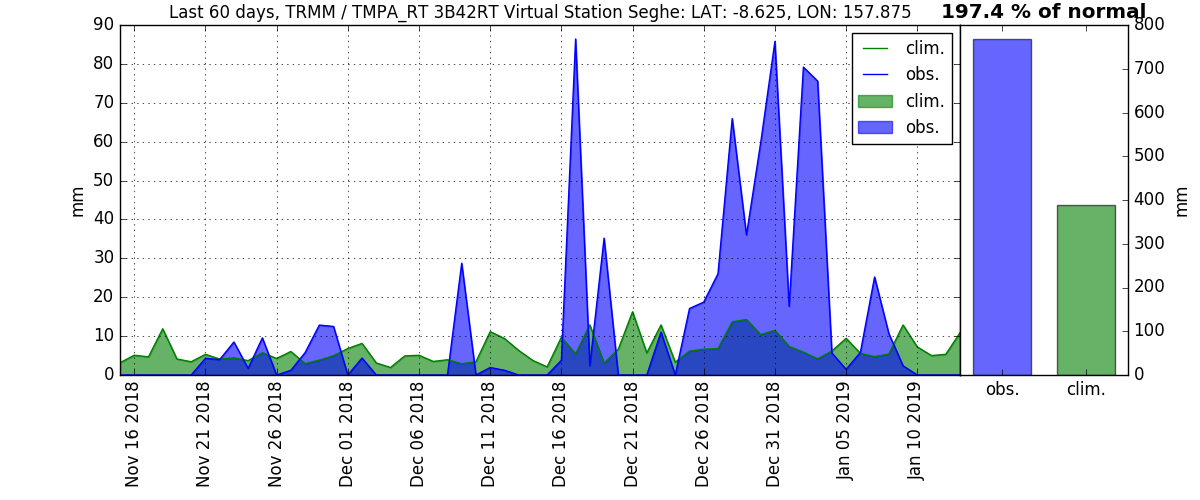 Last 60 days, TRMM / TMPA_RT 3B42RT Virtual Station Seghe: LAT: -8.625, LON: 157.875
197.4 % of normal
90
80
70
60
50
40
30
20
10
0
mm
clim.
obs.
clim.
obs.
800
700
600
500
400
300
200
100
0
mm
Nov 16 2018
Nov 21 2018
Nov 26 2018
Dec 01 2018
Dec 06 2018
Dec 11 2018
Dec 16 2018
Dec 21 2018
Dec 26 2018
Dec 31 2018
Jan 05 2019
Jan 10 2019
obs.
clim.